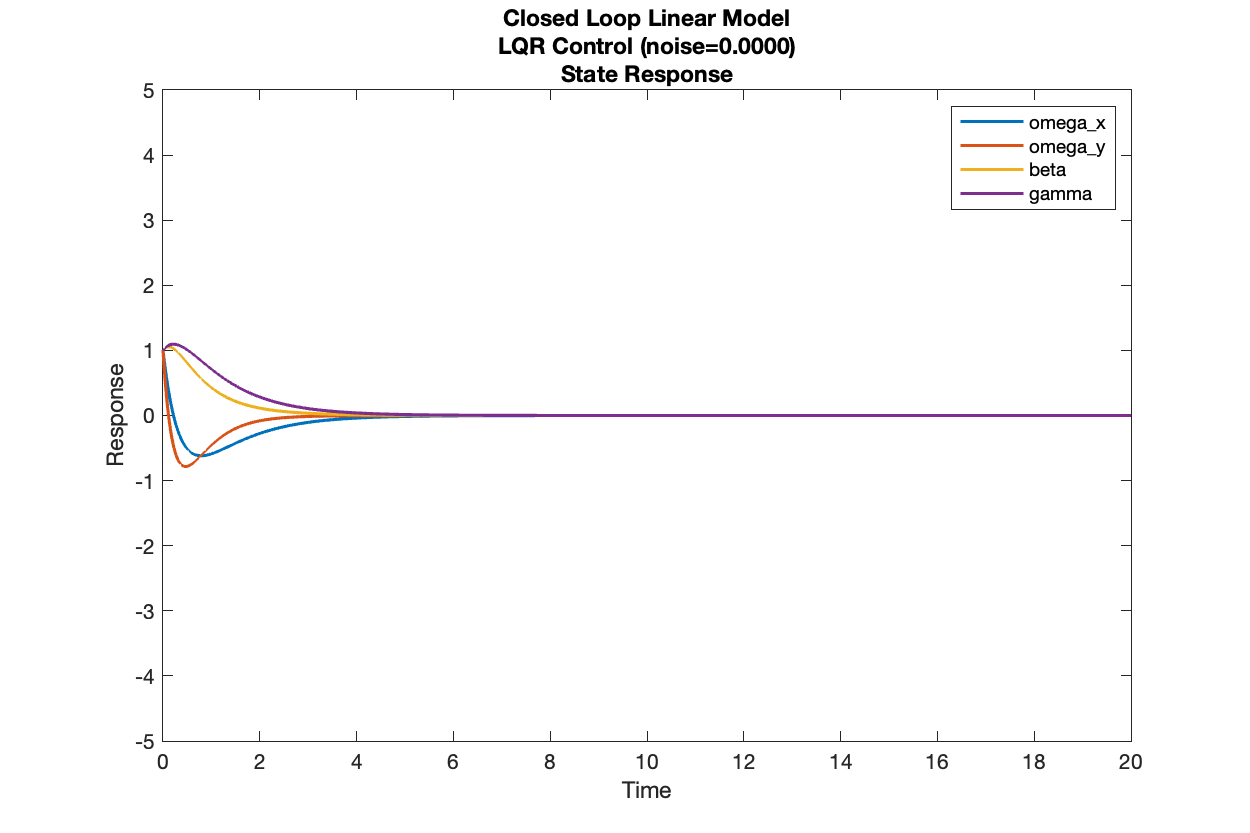 Closed Loop Linear Model
LQR Control (noise=0.0000)
State Response
5
4
3
2
1
0
-1
-2
-3
-4
-5
Response
omega_x
omega_y
beta
gamma
0 2 4 6 8 10 12 14 16 18 20
Time